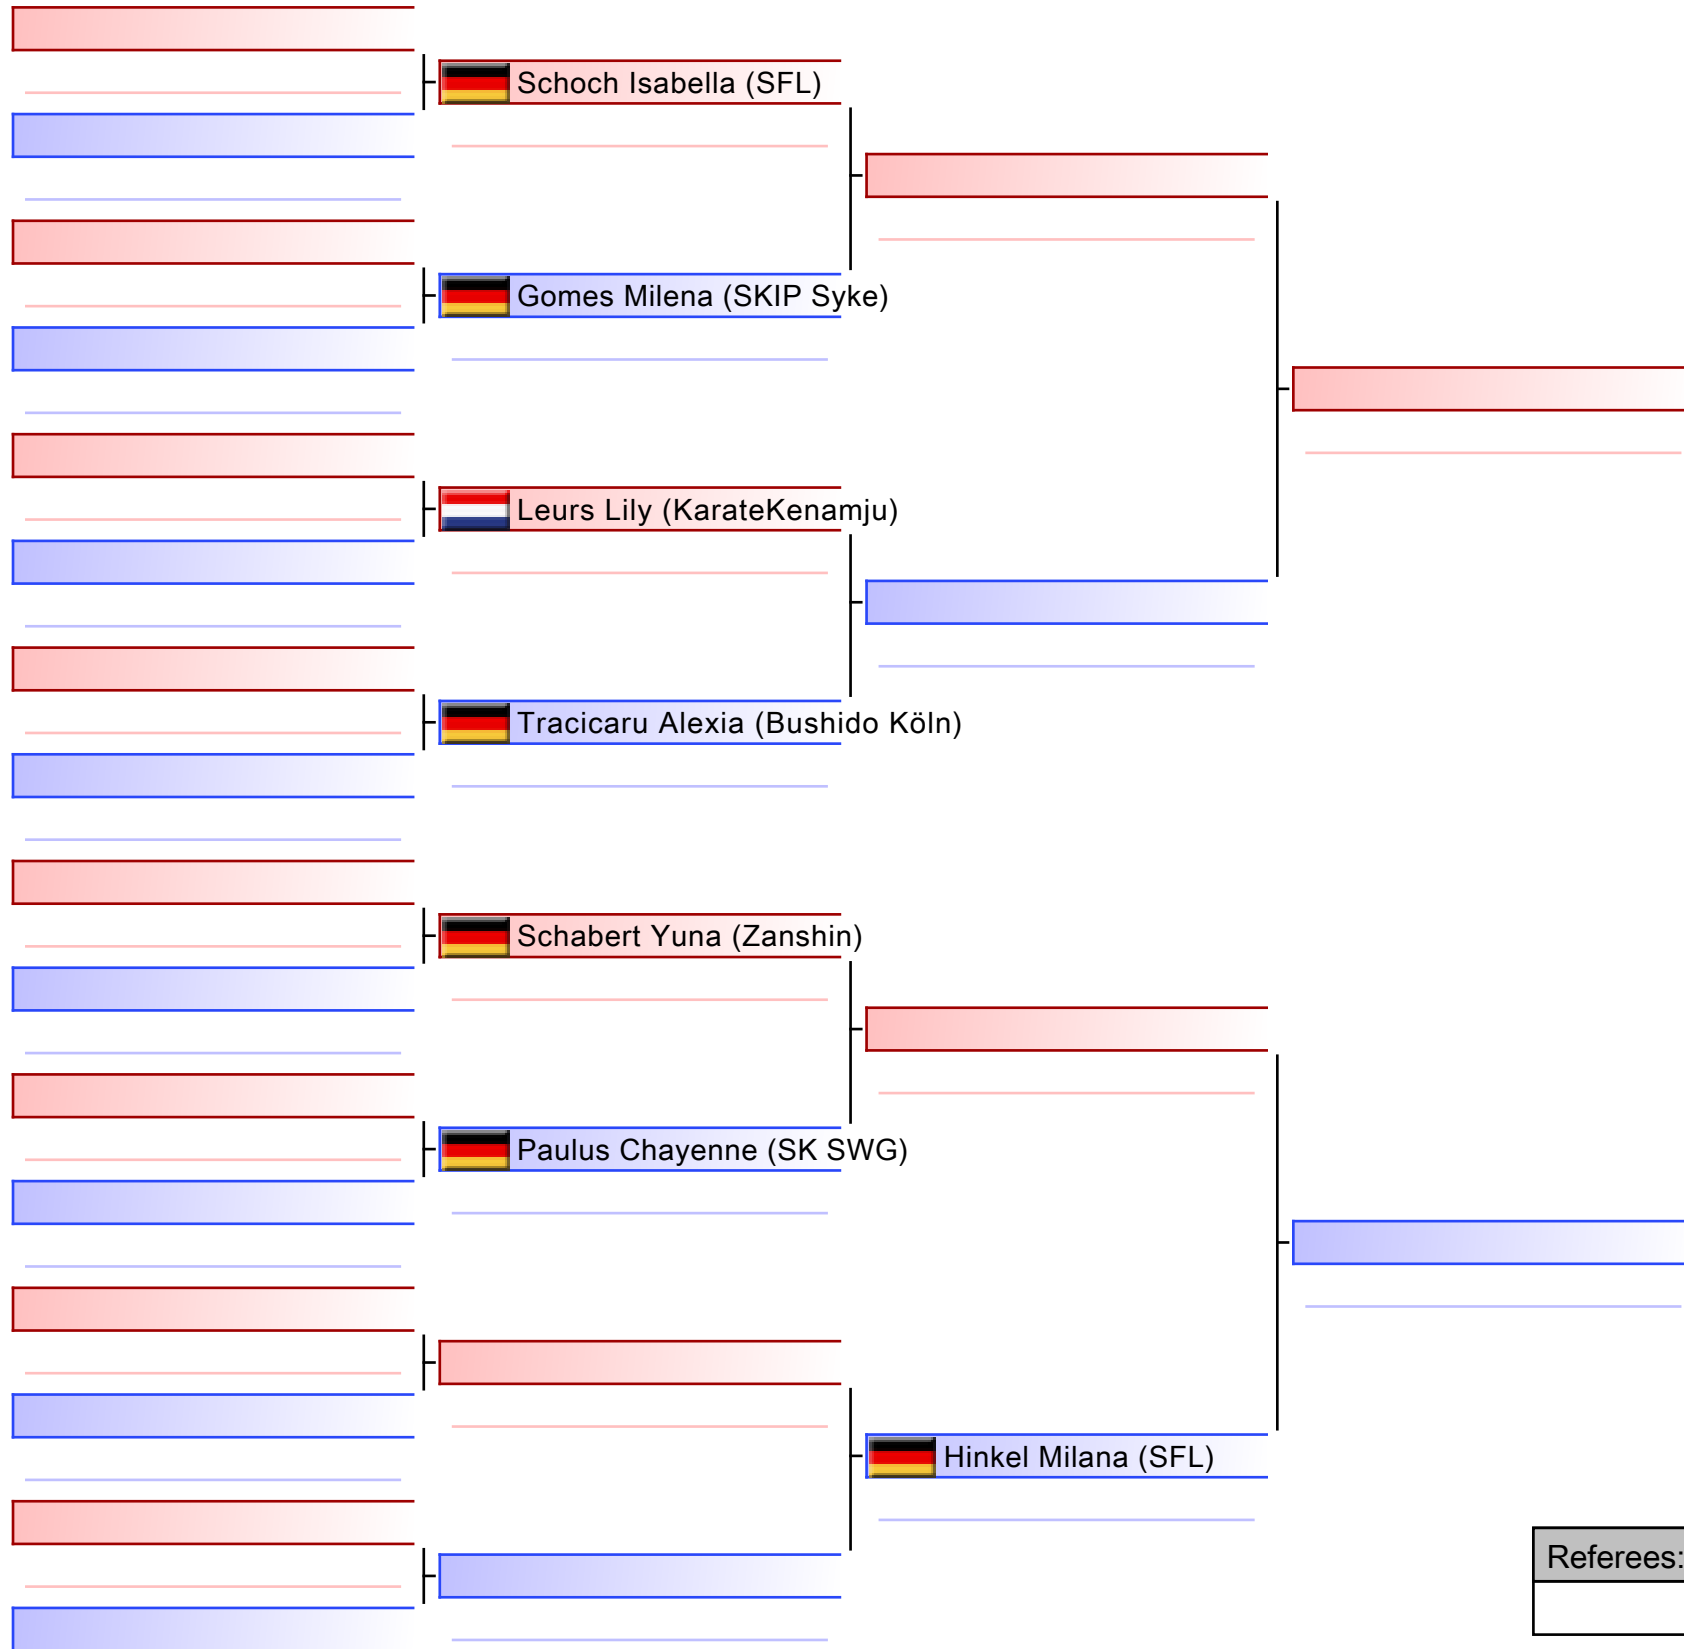 Schoch Isabella (SFL)
Gomes Milena (SKIP Syke)
Leurs Lily (KarateKenamju)
Tracicaru Alexia (Bushido Köln)
Schabert Yuna (Zanshin)
Paulus Chayenne (SK SWG)
Hinkel Milana (SFL)
Referees: